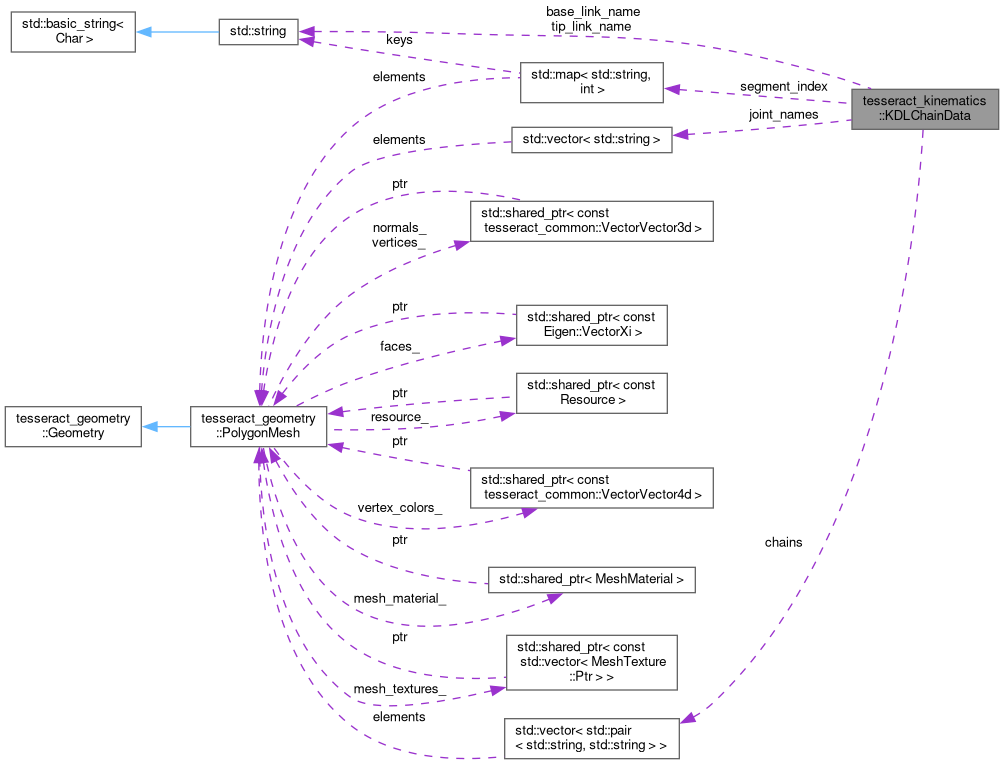 base_link_name
tip_link_name
std::basic_string<
Char >
std::string
keys
elements
std::map< std::string,
int >
segment_index
tesseract_kinematics
::KDLChainData
joint_names
elements
std::vector< std::string >
ptr
std::shared_ptr< const
tesseract_common::VectorVector3d >
normals_
vertices_
ptr
std::shared_ptr< const
Eigen::VectorXi >
faces_
std::shared_ptr< const
Resource >
ptr
resource_
tesseract_geometry
::Geometry
tesseract_geometry
::PolygonMesh
ptr
std::shared_ptr< const
tesseract_common::VectorVector4d >
vertex_colors_
ptr
chains
std::shared_ptr< MeshMaterial >
mesh_material_
ptr
std::shared_ptr< const
std::vector< MeshTexture
::Ptr > >
mesh_textures_
elements
std::vector< std::pair
< std::string, std::string > >